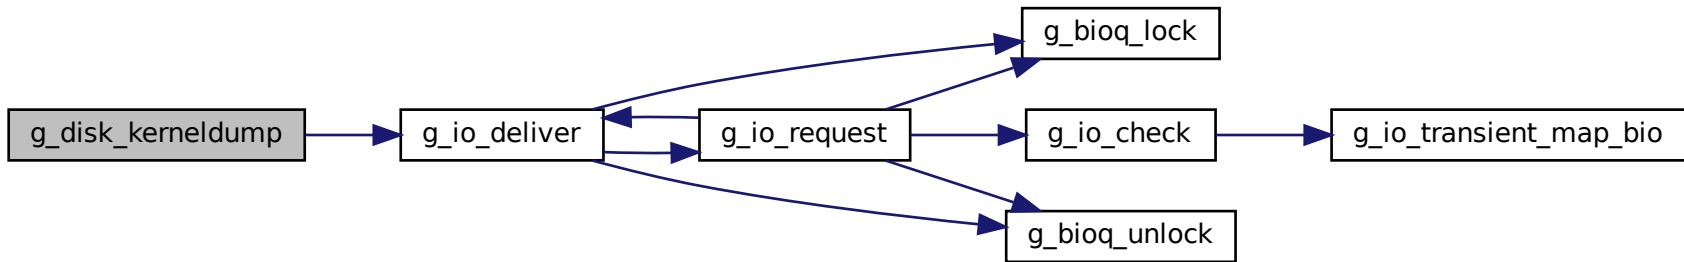 g_bioq_lock
g_disk_kerneldump
g_io_deliver
g_io_request
g_io_check
g_io_transient_map_bio
g_bioq_unlock